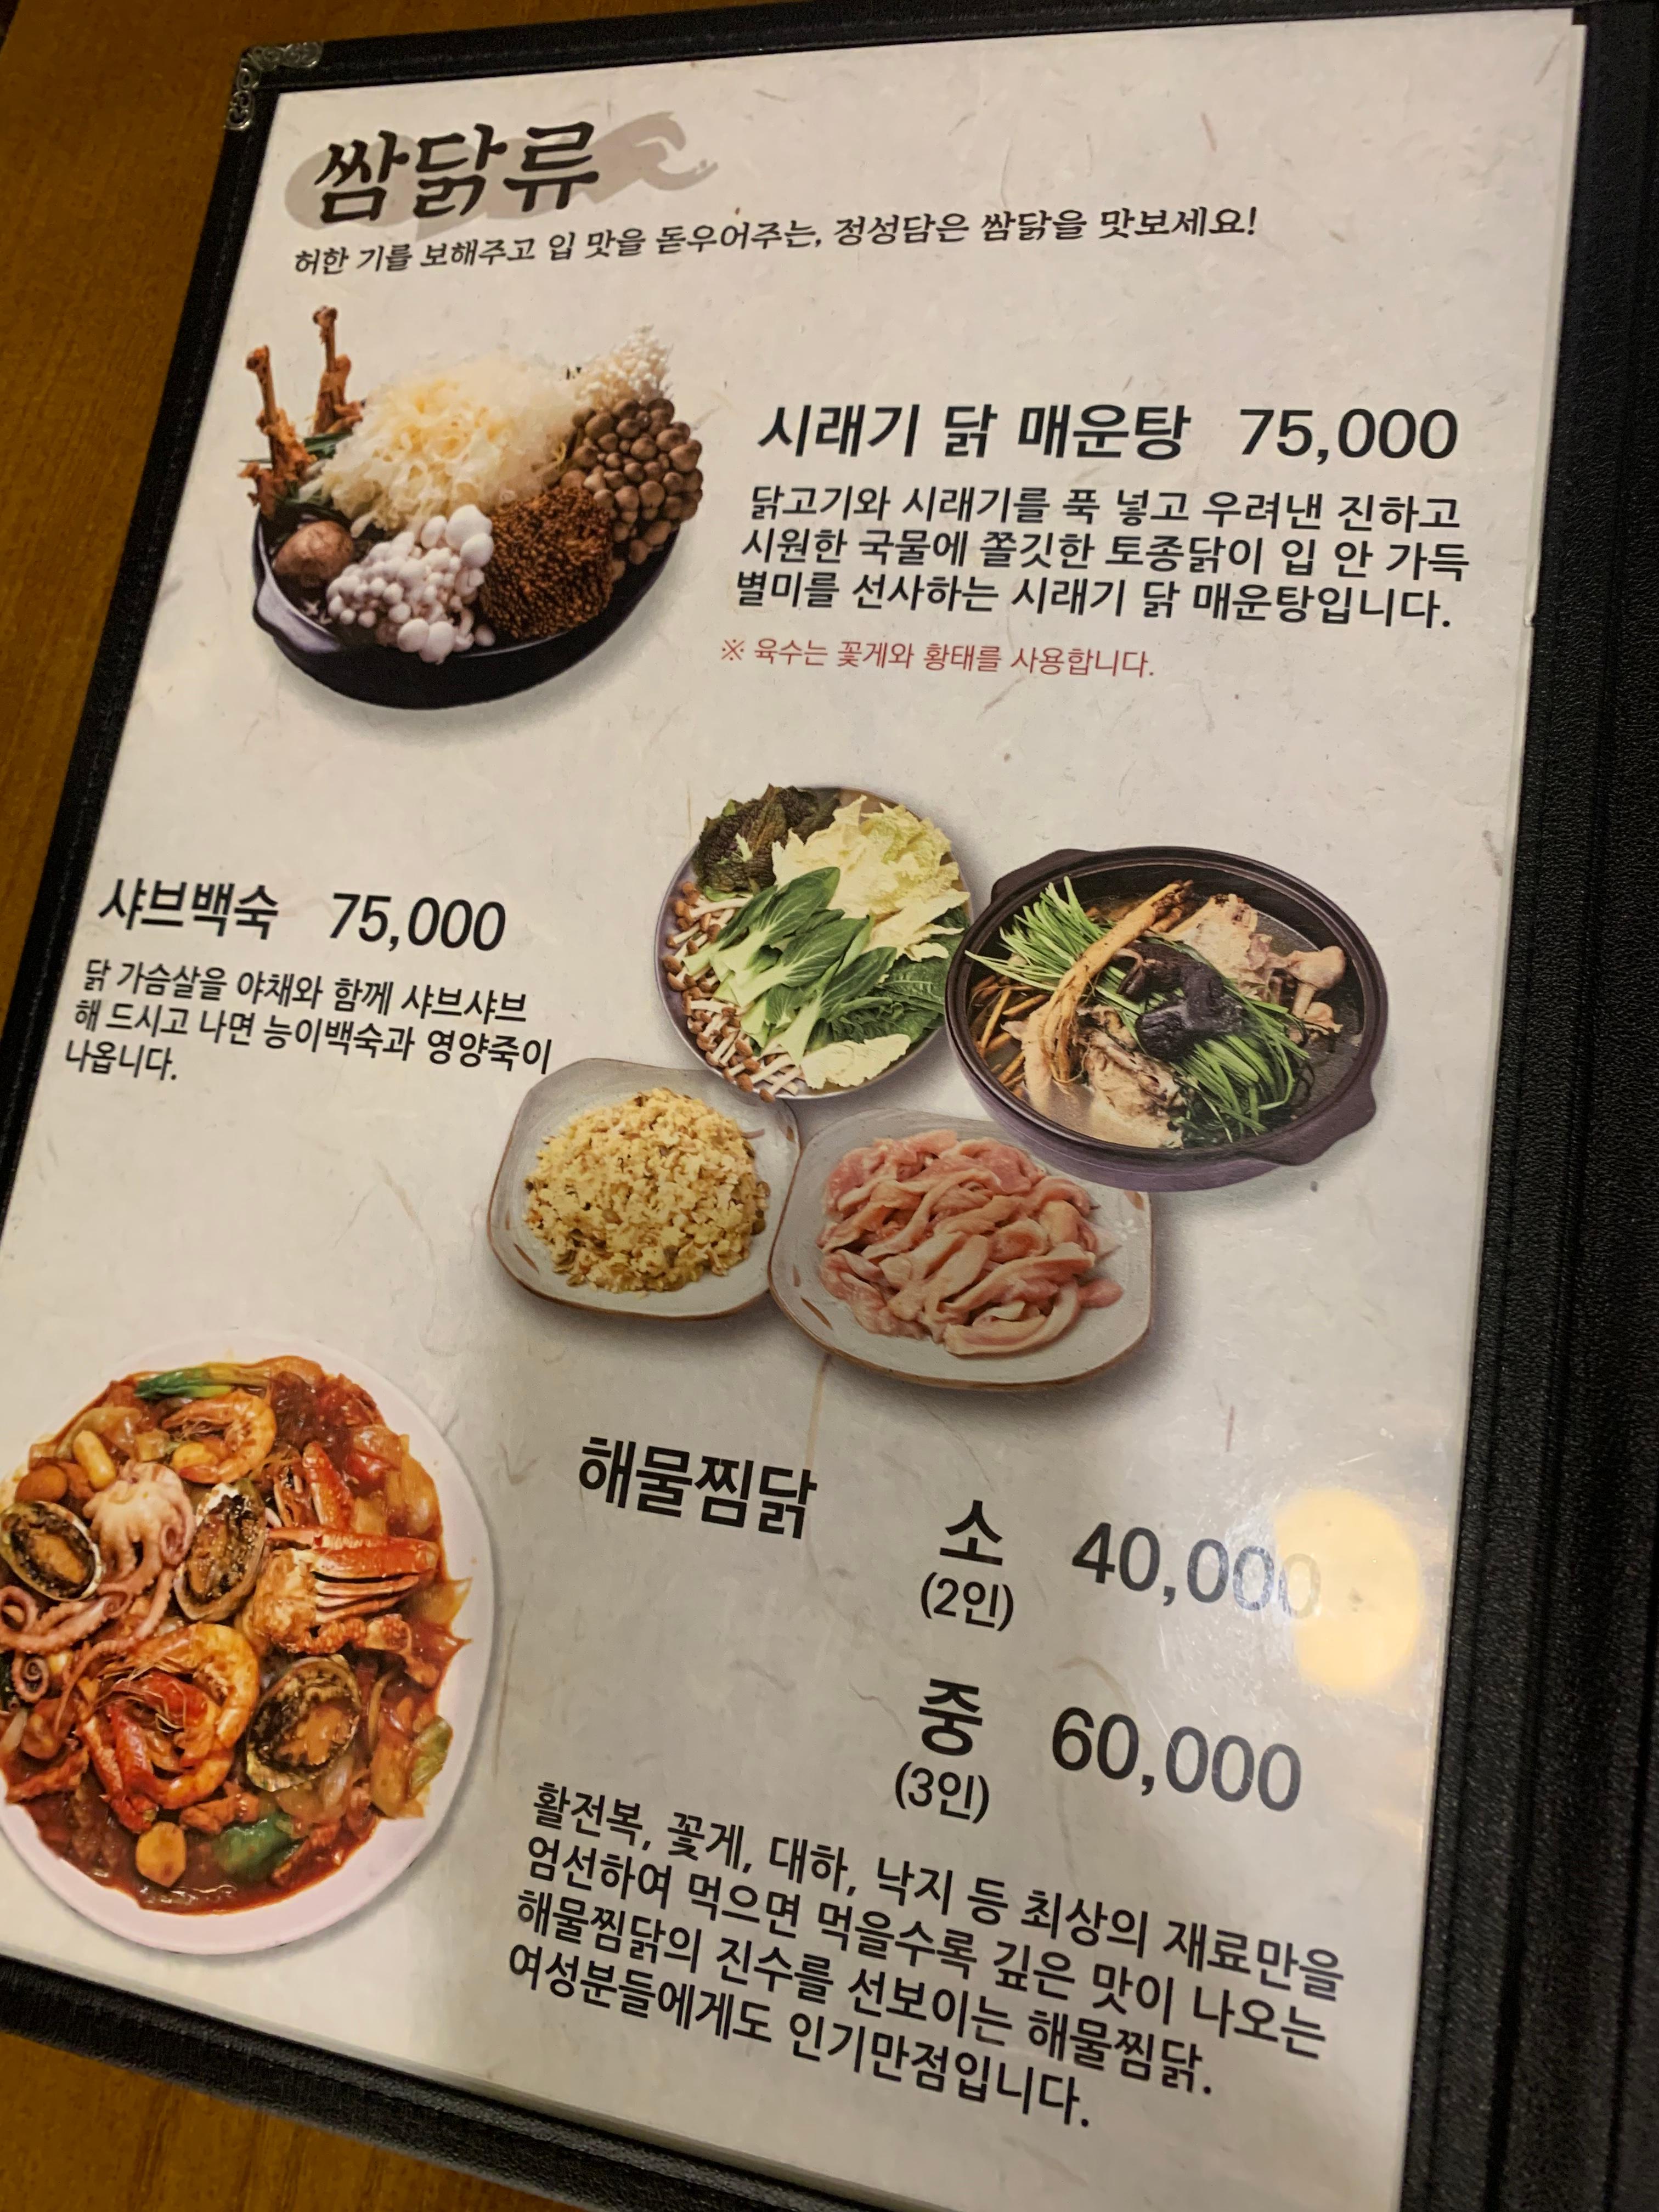 쌈닭류
허한 기를 보해주고 입 맛을 돋우어주는, 정성담은 쌈닭을 맛보세요!
시래기 닭 매운탕 75,000
닭고기와 시래기를 푹 넣고 우려낸 진하고
시원한 국물에 쫄깃한 토종닭이 입 안 가득
별미를 선사하는 시래기 닭 매운탕입니다.
※ 육수는 꽃게와 황태를 사용합니다.
샤브백숙 75,000
닭 가슴살을 야채와 함께 샤브샤브
해 드시고 나면 능이백숙과 영양죽이
나옵니다.
해물찜닭 소 40,000
(2인)
중 60,000
(3인)
활전복, 꽃게, 대하, 낙지 등 최상의 재료만을
엄선하여 먹으면 먹을수록 깊은 맛이 나오는
해물찜닭의 진수를 선보이는 해물찜닭.
여성분들에게도 인기만점입니다.